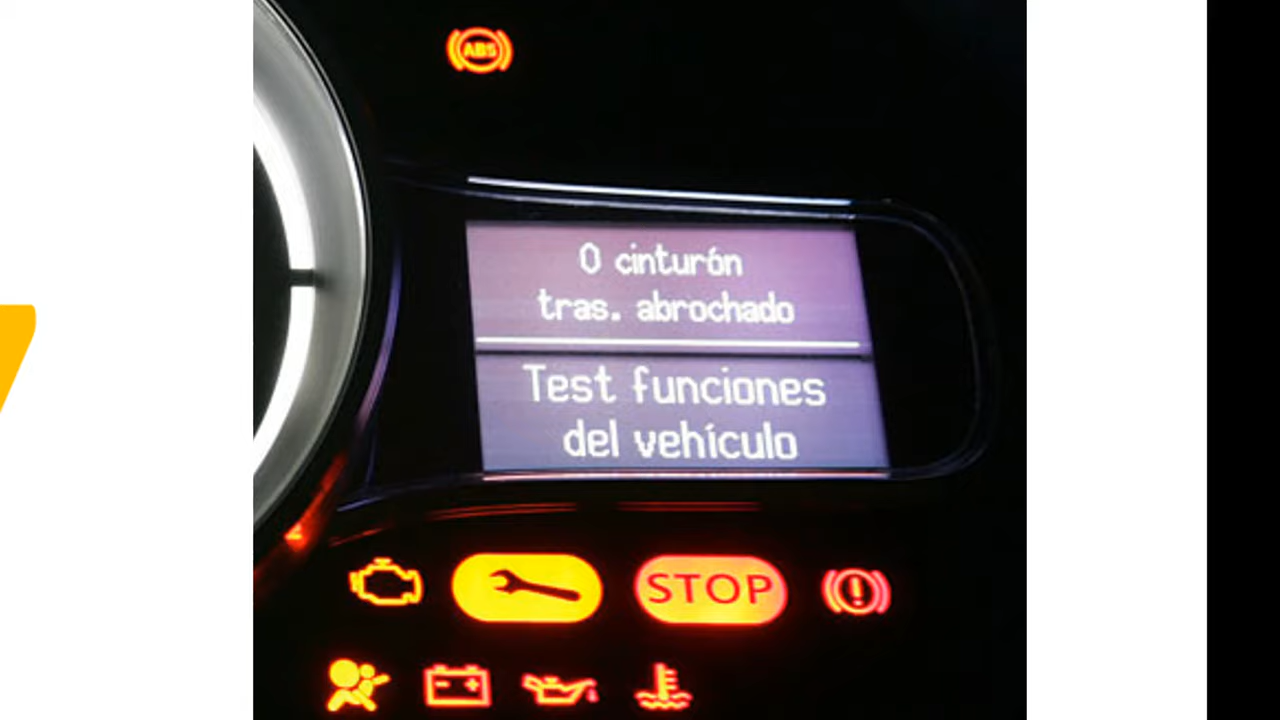 ABS
0 cinturón
tras. abrochado
Test funciones
del vehículo
STOP